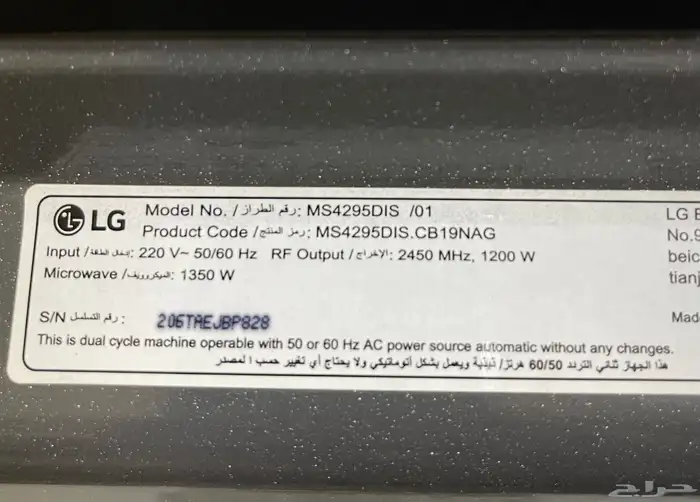 LG
Model No. / رقم الطراز : MS4295DIS /01
Product Code / رمز المنتج : MS4295DIS.CB19NAG
Input / إدخال الطاقة : 220 V~ 50/60 Hz RF Output / الإخراج : 2450 MHz, 1200 W
Microwave / الميكروويف : 1350 W
S/N رقم التسلسل : 206TAEJBP828
This is dual cycle machine operable with 50 or 60 Hz AC power source automatic without any changes.
هذا الجهاز ثنائي التردد 60/50 هرتز/ ذبذبة ويعمل بشكل أتوماتيكي ولا يحتاج أي تغيير حسب المصدر
LG E
No.9
beic
tianj
Mad
حراج